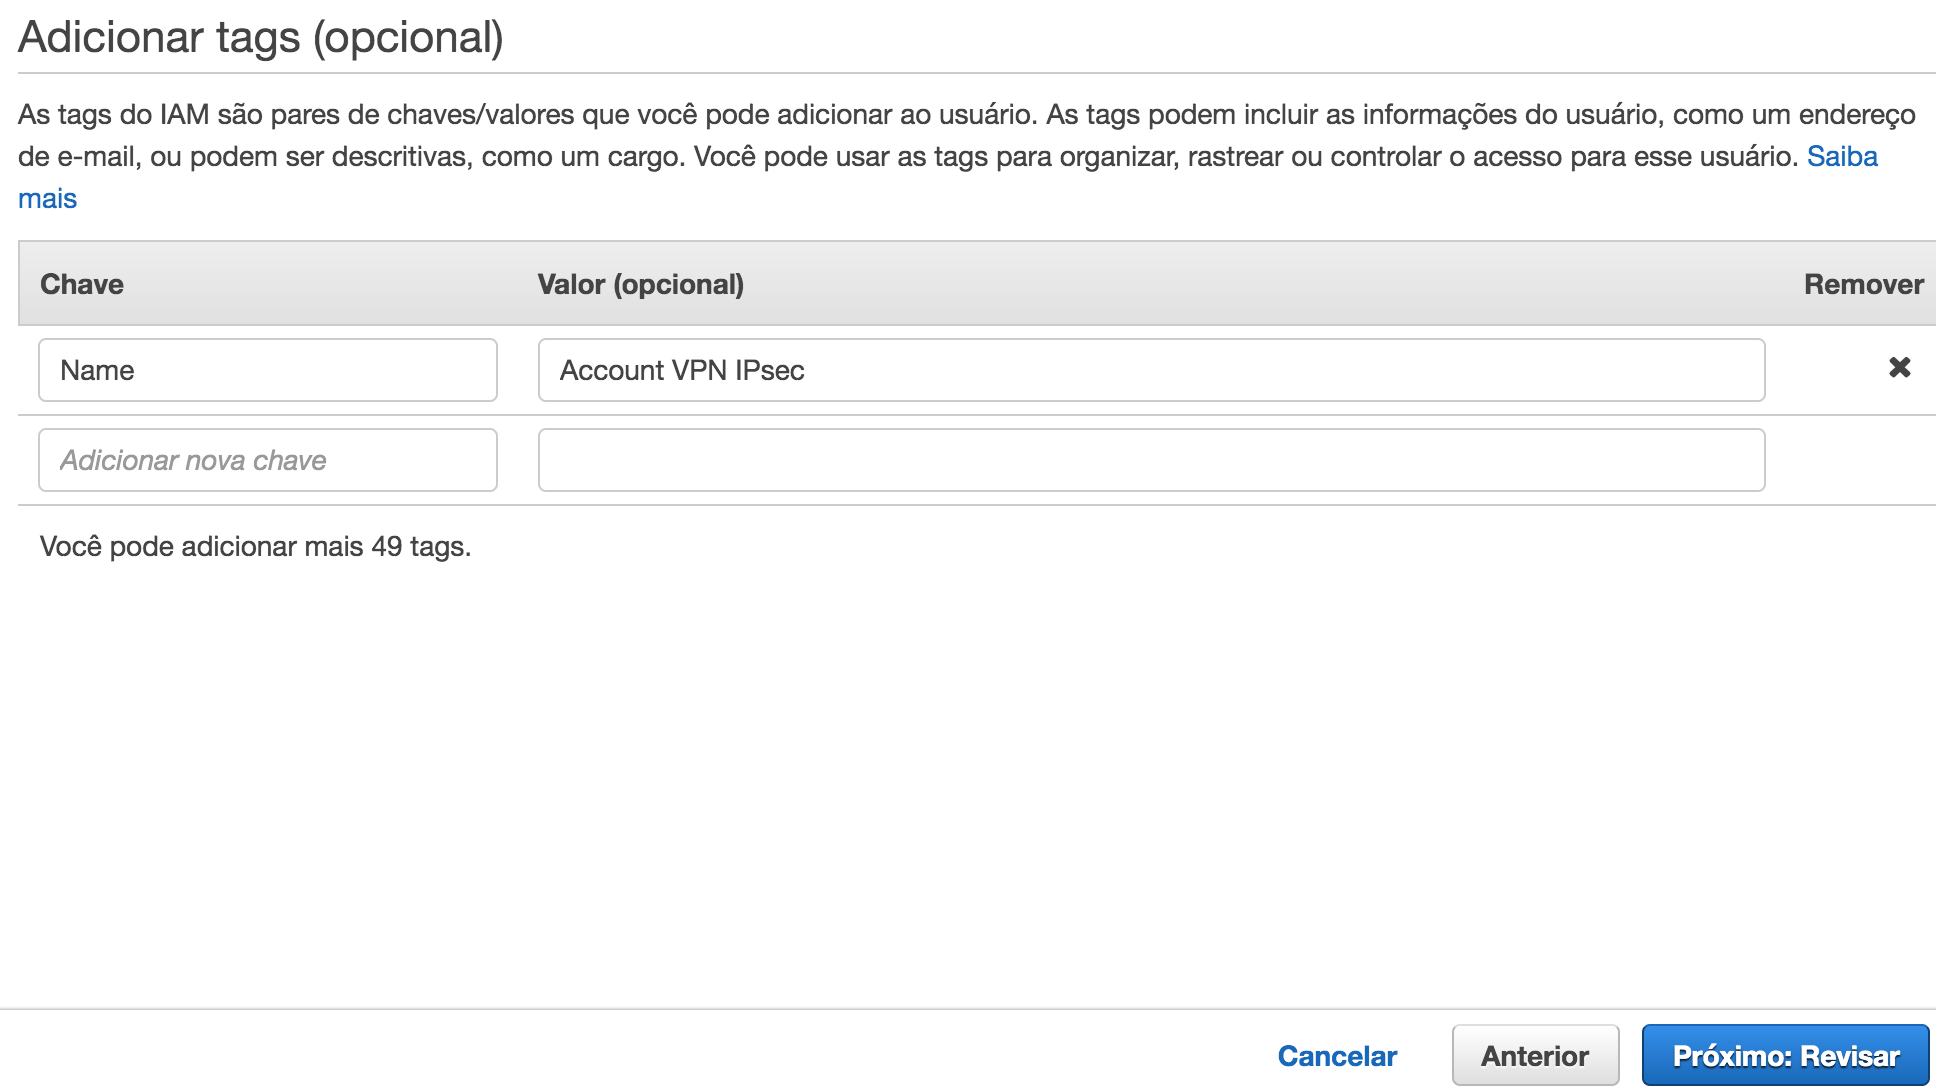 Adicionar tags (opcional)
As tags do IAM são pares de chaves/valores que você pode adicionar ao usuário. As tags podem incluir as informações do usuário, como um endereço
de e-mail, ou podem ser descritivas, como um cargo. Você pode usar as tags para organizar, rastrear ou controlar o acesso para esse usuário. Saiba
mais
Chave Valor (opcional) Remover
Name Account VPN IPsec
Adicionar nova chave
Você pode adicionar mais 49 tags.
Cancelar Anterior Próximo: Revisar